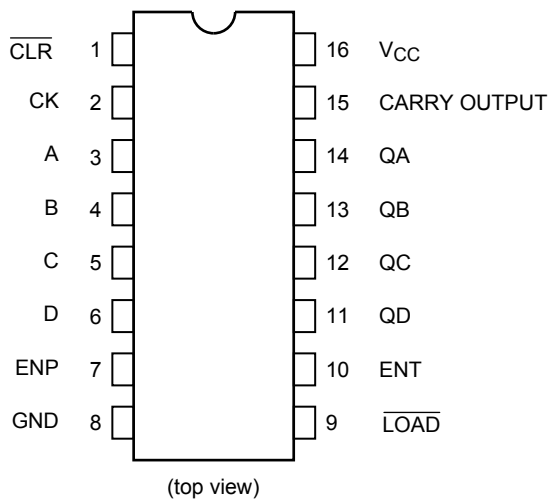 CLR 1 16 VCC
CK 2 15 CARRY OUTPUT
A 3 14 QA
B 4 13 QB
C 5 12 QC
D 6 11 QD
ENP 7 10 ENT
GND 8 9 LOAD
(top view)